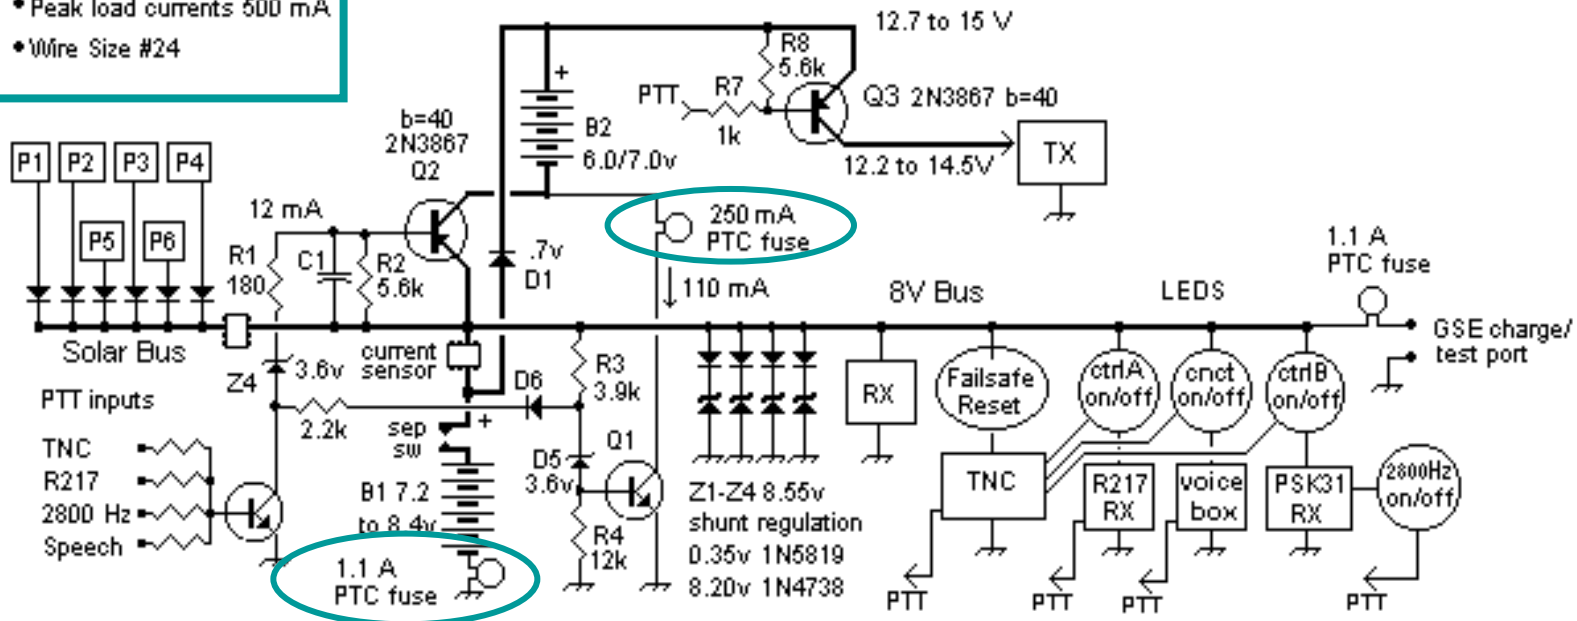 • Peak load currents 500 mA
• Wire Size #24
12.7 to 15 V
R8
5.6k
PTT
R7
1k
Q3 2N3867 b=40
TX
12.2 to 14.5V
b=40
2N3867
Q2
+
B2
6.0/7.0v
P1
P2
P3
P4
P5
P6
12 mA
R1
180
C1
R2
5.6k
.7v
D1
250 mA
PTC fuse
110 mA
8V Bus
LEDS
1.1 A
PTC fuse
GSE charge/
test port
Solar Bus
current
sensor
Z4
3.6v
2.2k
D6
R3
3.9k
sep
sw
+
PTT inputs
TNC
R217
2800 Hz
Speech
B1 7.2
to 8.4v
D5
3.6v
Q1
R4
12k
1.1 A
PTC fuse
Z1-Z4 8.55v
shunt regulation
0.35v 1N5819
8.20v 1N4738
RX
Failsafe
Reset
ctrlA
on/off
cnct
on/off
ctrlB
on/off
TNC
R217
RX
voice
box
PSK31
RX
2800Hz
on/off
PTT
PTT
PTT
PTT